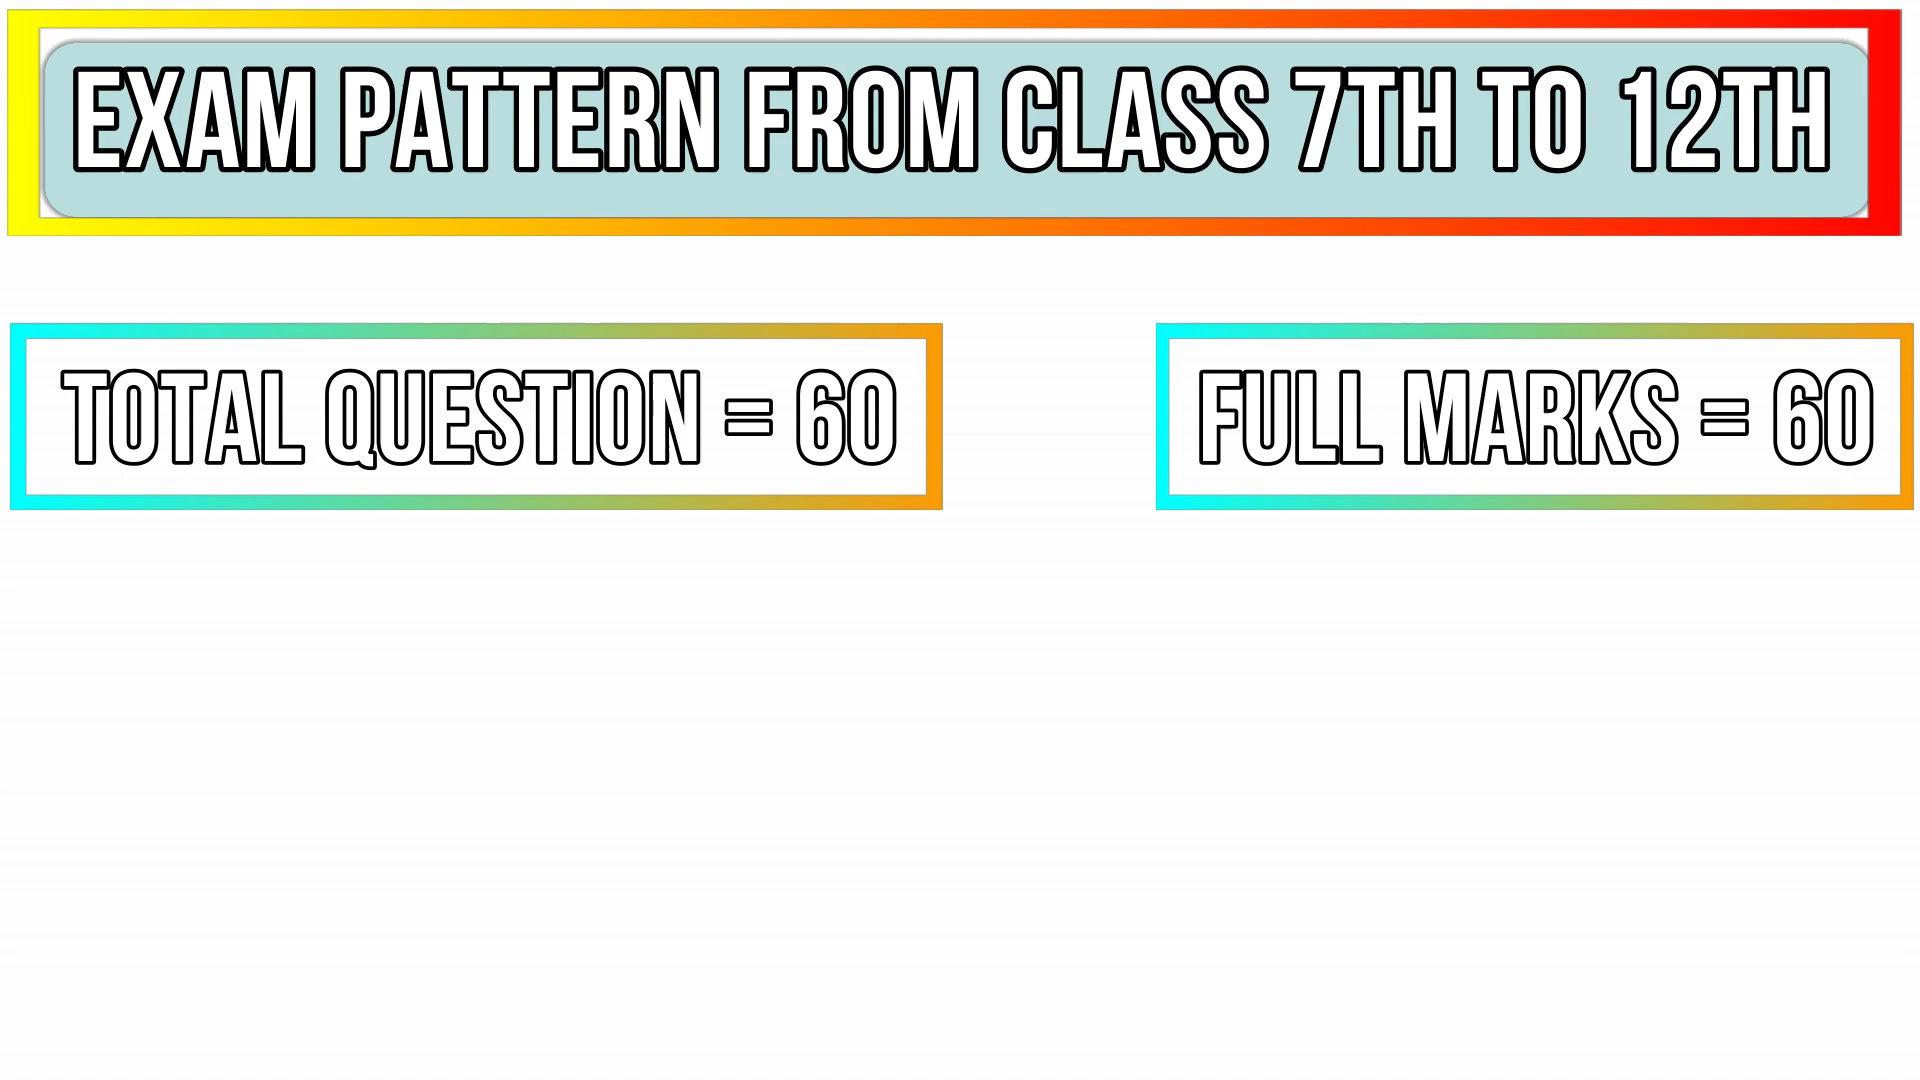 EXAM PATTERN FROM CLASS 7TH TO 12TH
TOTAL QUESTION = 60
FULL MARKS = 60